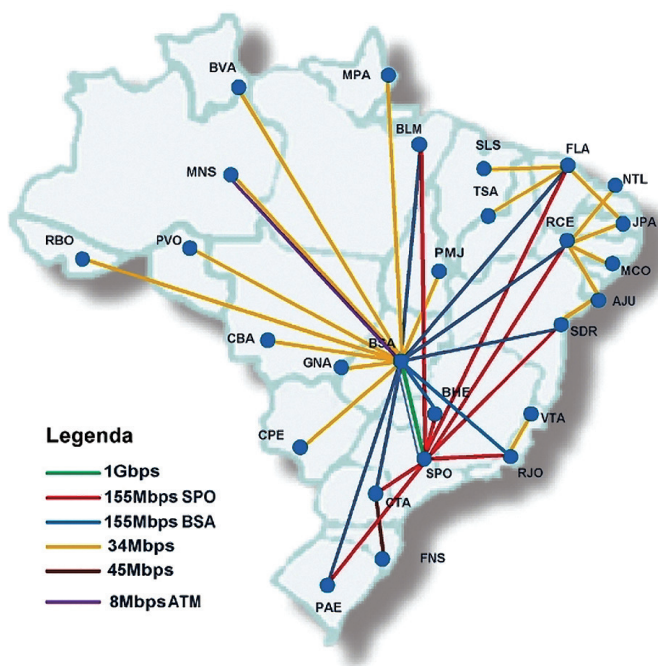 BVA
MPA
BLM
SLS
FLA
MNS
TSA
NTL
RCE
JPA
RBO
PVO
PMJ
MCO
AJU
CBA
BSA
SDR
GNA
BHE
VTA
CPE
SPO
RJO
CTA
FNS
PAE
Legenda
1Gbps
155Mbps SPO
155Mbps BSA
34Mbps
45Mbps
8Mbps ATM